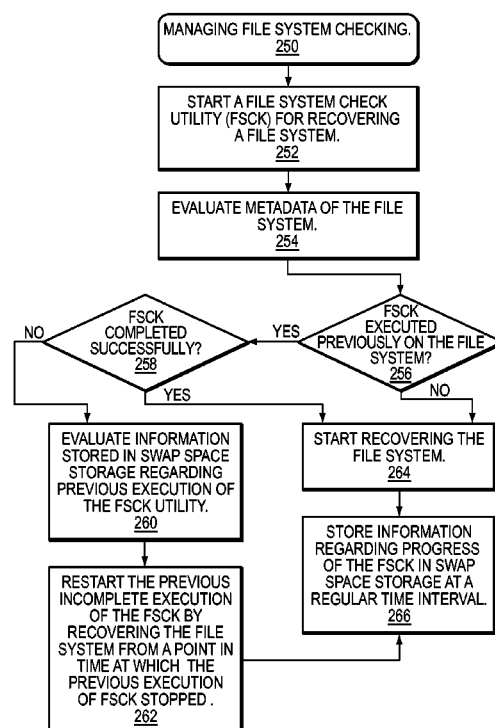 MANAGING FILE SYSTEM CHECKING.
250
START A FILE SYSTEM CHECK
UTILITY (FSCK) FOR RECOVERING
A FILE SYSTEM.
252
EVALUATE METADATA OF THE FILE
SYSTEM.
254
FSCK
EXECUTED
PREVIOUSLY ON THE FILE
SYSTEM?
256
YES
NO
FSCK
COMPLETED
SUCCESSFULLY?
258
NO
YES
EVALUATE INFORMATION
STORED IN SWAP SPACE
STORAGE REGARDING
PREVIOUS EXECUTION OF
THE FSCK UTILITY.
260
START RECOVERING THE
FILE SYSTEM.
264
RESTART THE PREVIOUS
INCOMPLETE EXECUTION
OF THE FSCK BY
RECOVERING THE FILE
SYSTEM FROM A POINT IN
TIME AT WHICH THE
PREVIOUS EXECUTION
OF FSCK STOPPED .
262
STORE INFORMATION
REGARDING PROGRESS
OF THE FSCK IN SWAP
SPACE STORAGE AT A
REGULAR TIME INTERVAL.
266